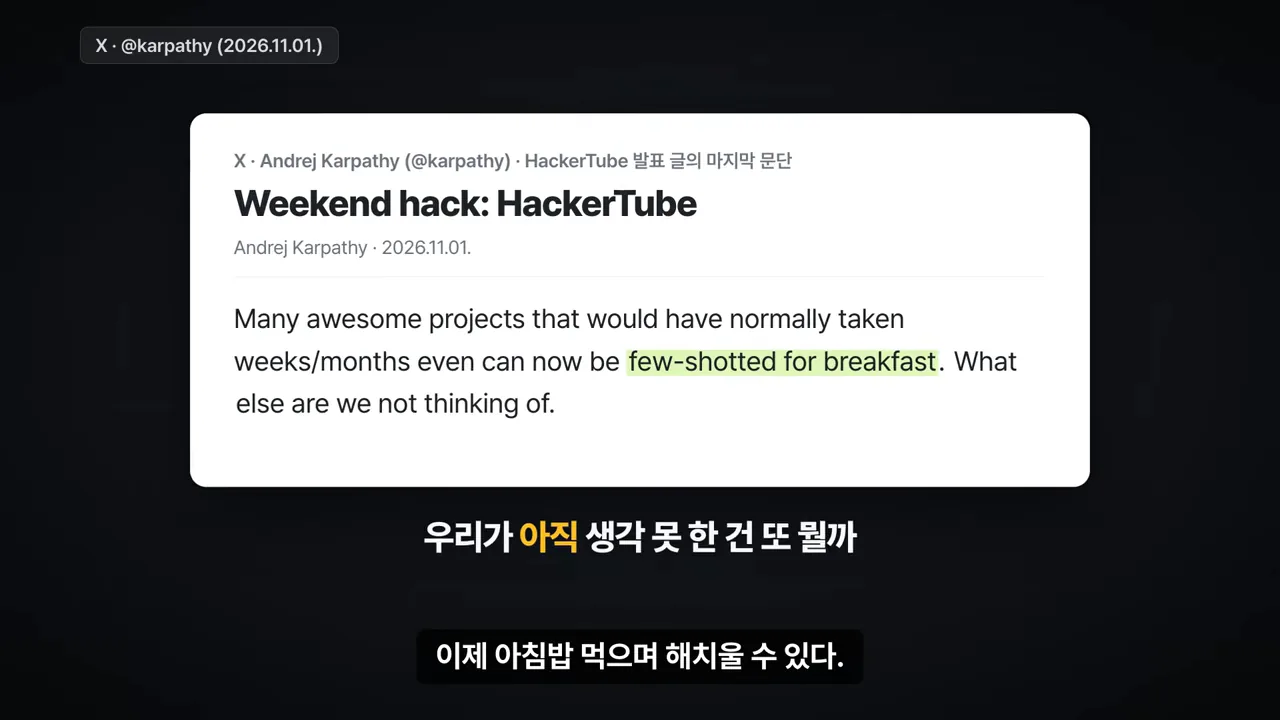 X · @karpathy (2026.11.01.)
X · Andrej Karpathy (@karpathy) · HackerTube 발표 글의 마지막 문단
Weekend hack: HackerTube
Andrej Karpathy · 2026.11.01.
Many awesome projects that would have normally taken
weeks/months even can now be few-shotted for breakfast. What
else are we not thinking of.
우리가 아직 생각 못 한 건 또 뭘까
이제 아침밥 먹으며 해치울 수 있다.